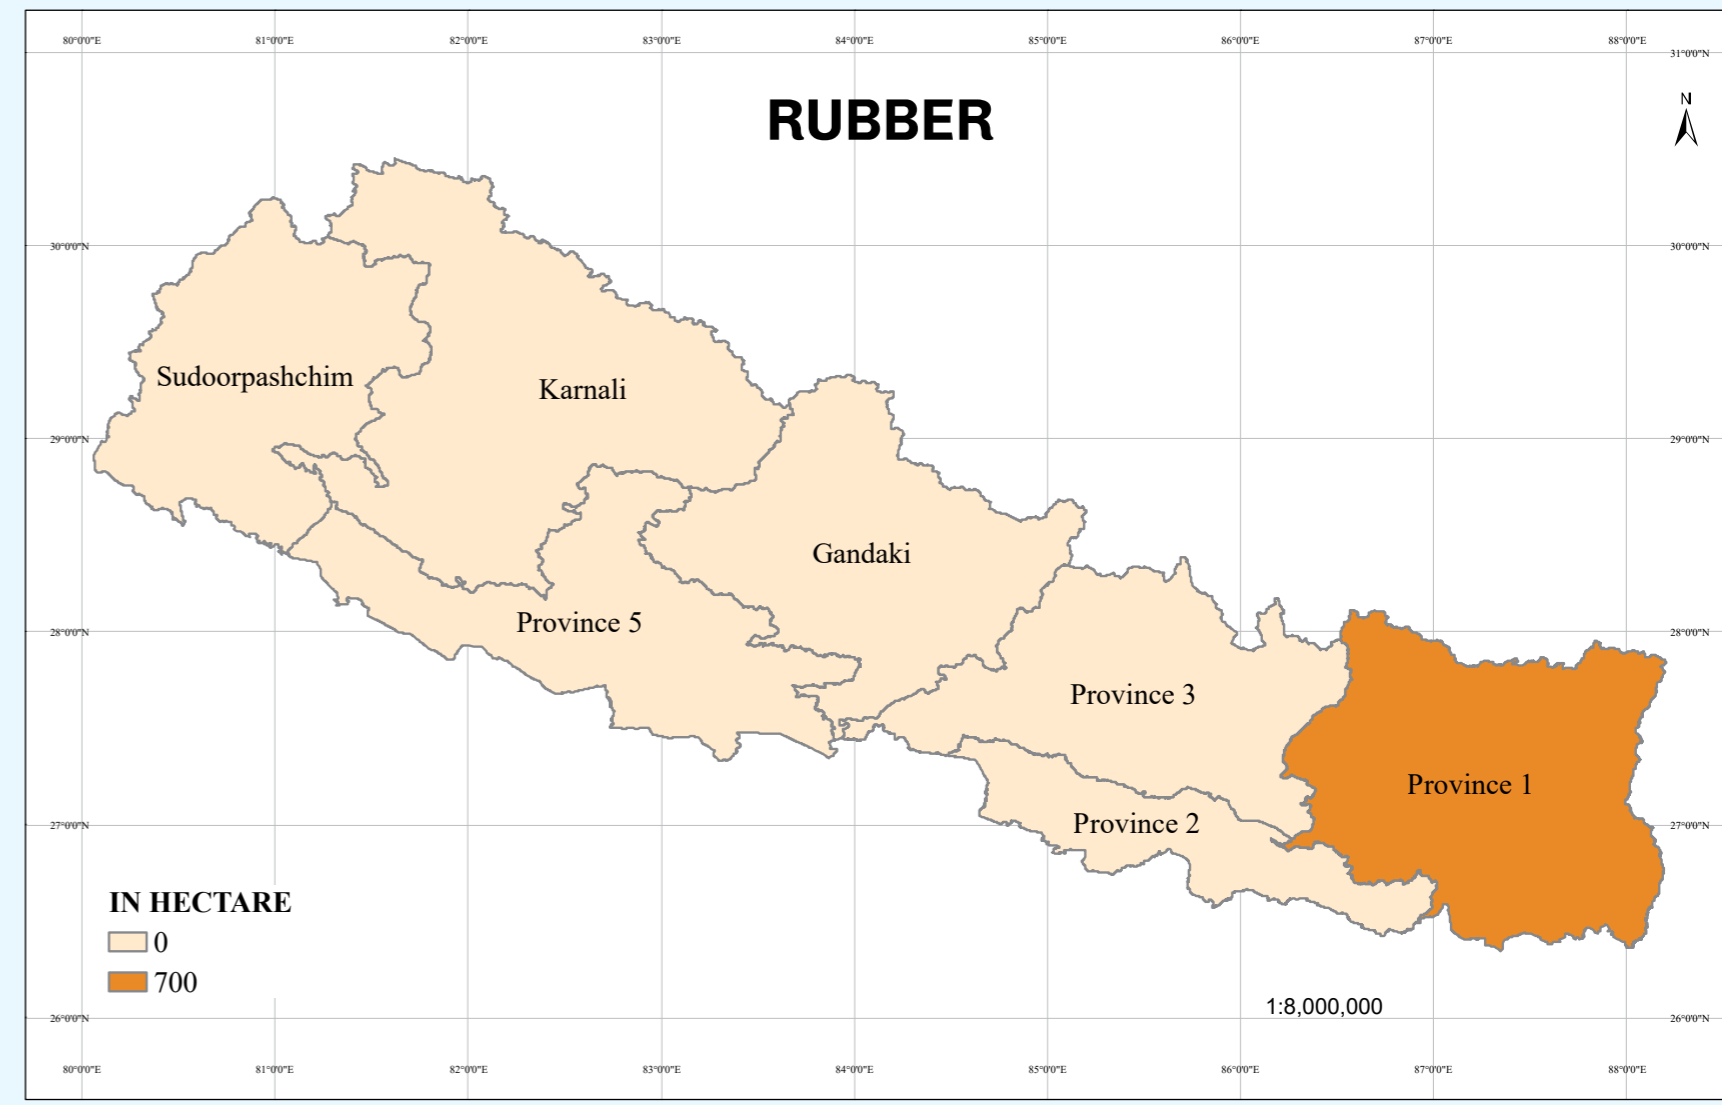 80°0'0"E 81°0'0"E 82°0'0"E 83°0'0"E 84°0'0"E 85°0'0"E 86°0'0"E 87°0'0"E 88°0'0"E
31°0'0"N
RUBBER
N
30°0'0"N 30°0'0"N
Sudoorpashchim
Karnali
29°0'0"N 29°0'0"N
Gandaki
Province 5
28°0'0"N 28°0'0"N
Province 3
Province 1
Province 2
27°0'0"N 27°0'0"N
IN HECTARE
0
700
1:8,000,000
26°0'0"N 26°0'0"N
80°0'0"E 81°0'0"E 82°0'0"E 83°0'0"E 84°0'0"E 85°0'0"E 86°0'0"E 87°0'0"E 88°0'0"E